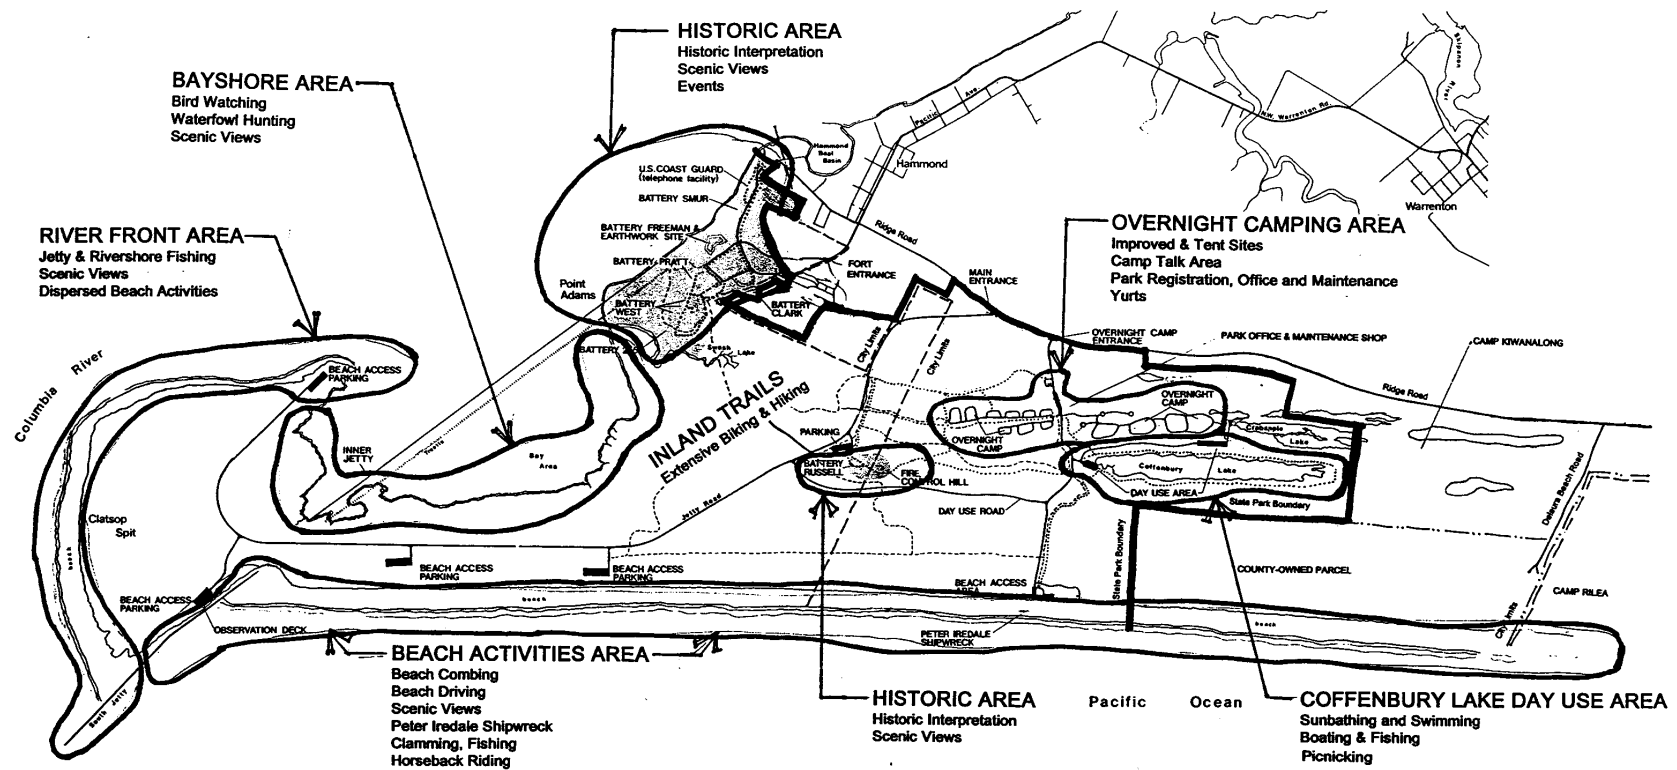 HISTORIC AREA
Historic Interpretation
Scenic Views
Events
BAYSHORE AREA
Bird Watching
Waterfowl Hunting
Scenic Views
RIVER FRONT AREA
Jetty & Rivershore Fishing
Scenic Views
Dispersed Beach Activities
OVERNIGHT CAMPING AREA
Improved & Tent Sites
Camp Talk Area
Park Registration, Office and Maintenance
Yurts
Pacific Ave.
Hammond
Boat
Basin
Hammond
N.W. Warrenton Rd.
Skipanon
River
Warrenton
U.S. COAST GUARD
(telephone facility)
BATTERY SMUR
BATTERY FREEMAN &
EARTHWORK SITE
BATTERY PRATT
BATTERY
WEST
BATTERY
CLARK
BATTERY
Point
Adams
FORT
ENTRANCE
Ridge Road
MAIN
ENTRANCE
Swash Lake
City Limits
City Limits
OVERNIGHT CAMP
ENTRANCE
PARK OFFICE & MAINTENANCE SHOP
CAMP KIWANALONG
Ridge Road
Columbia River
BEACH ACCESS
PARKING
INNER
JETTY
Trestle
Bay
Area
INLAND TRAILS
Extensive Biking & Hiking
PARKING
BATTERY
RUSSELL
FIRE
CONTROL HILL
OVERNIGHT
CAMP
OVERNIGHT
CAMP
Crabapple
Lake
Coffenbury Lake
DAY USE AREA
State Park Boundary
DAY USE ROAD
Jetty Road
Delaura Beach Road
Clatsop
Spit
beach
BEACH ACCESS
PARKING
BEACH ACCESS
PARKING
BEACH ACCESS
PARKING
BEACH ACCESS
AREA
State Park Boundary
COUNTY-OWNED PARCEL
CAMP RILEA
City Limits
OBSERVATION DECK
beach
beach
PETER IREDALE
SHIPWRECK
South Jetty
BEACH ACTIVITIES AREA
Beach Combing
Beach Driving
Scenic Views
Peter Iredale Shipwreck
Clamming, Fishing
Horseback Riding
HISTORIC AREA
Historic Interpretation
Scenic Views
Pacific Ocean
COFFENBURY LAKE DAY USE AREA
Sunbathing and Swimming
Boating & Fishing
Picnicking